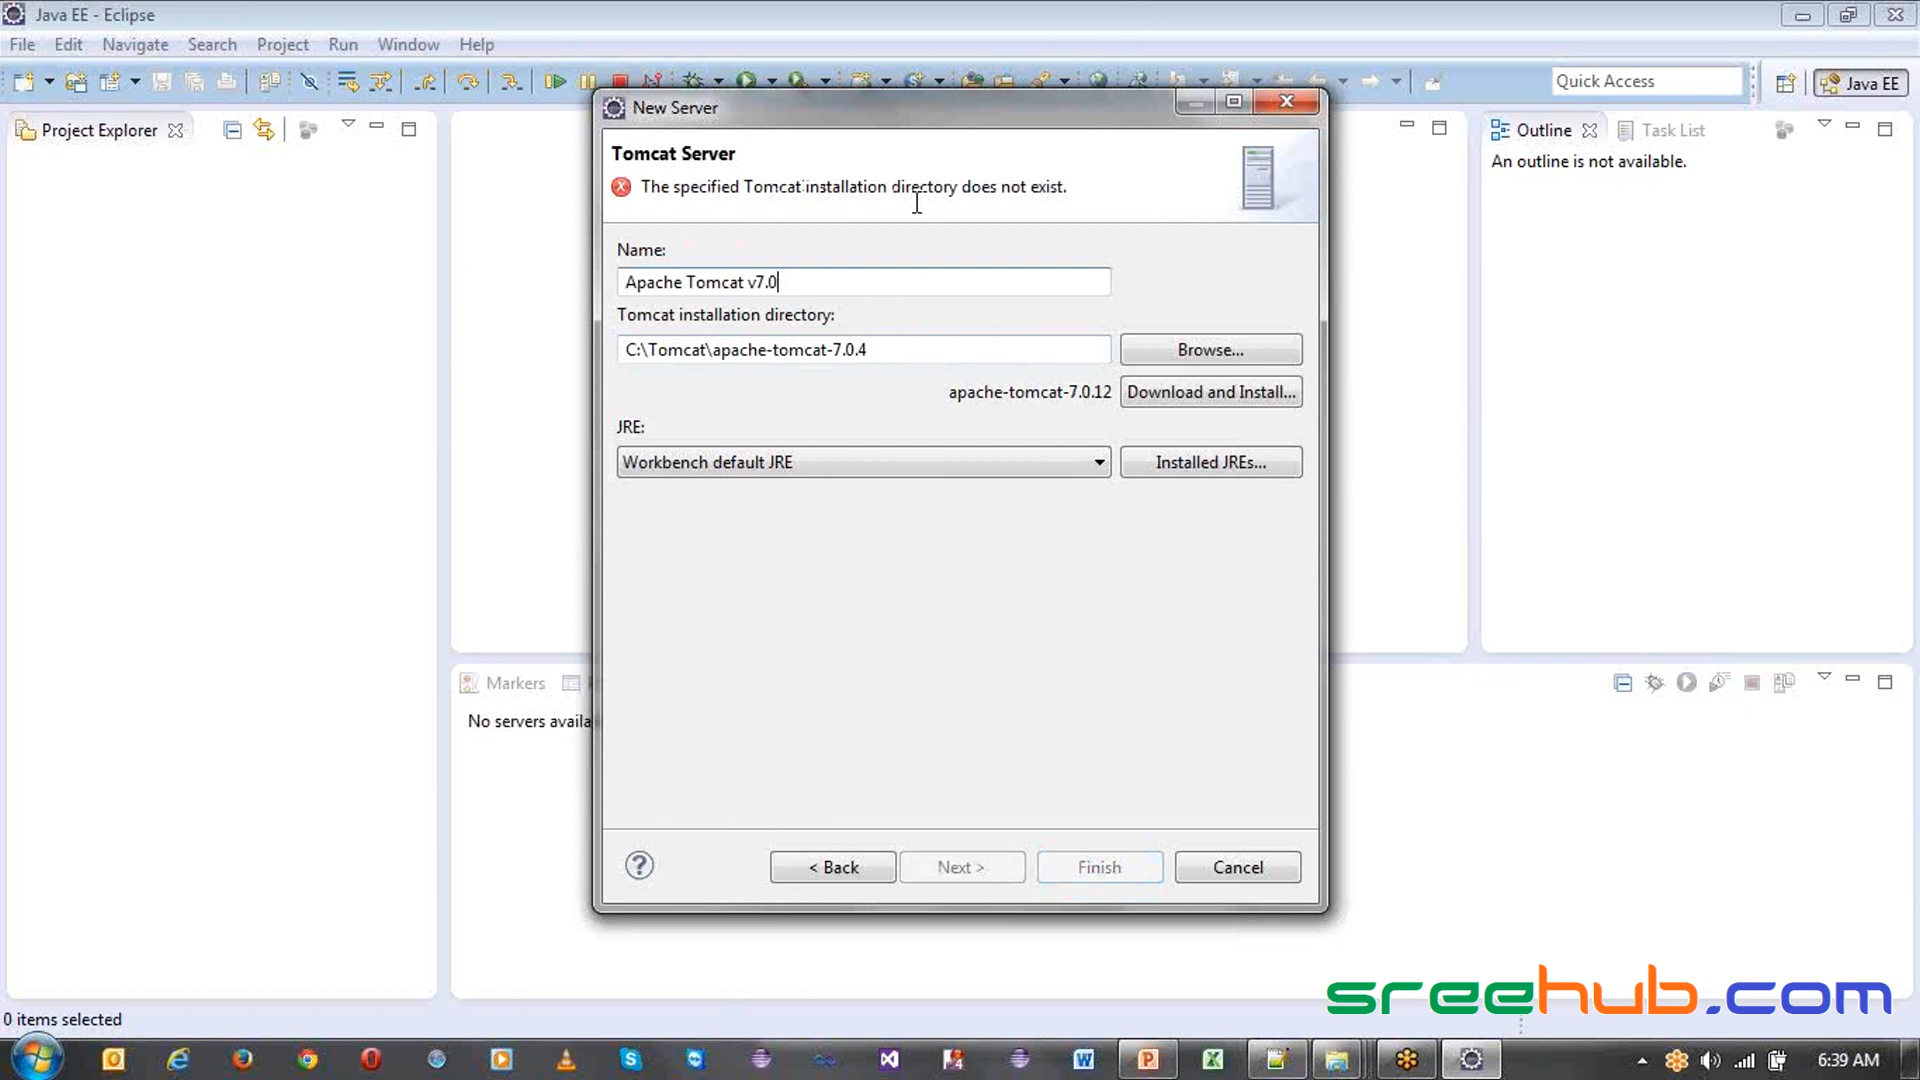 Java EE - Eclipse
File Edit Navigate Search Project Run Window Help
Quick Access
Java EE
Project Explorer
New Server
Tomcat Server
The specified Tomcat installation directory does not exist.
Name:
Apache Tomcat v7.0
Tomcat installation directory:
C:\Tomcat\apache-tomcat-7.0.4
Browse...
apache-tomcat-7.0.12
Download and Install...
JRE:
Workbench default JRE
Installed JREs...
< Back
Next >
Finish
Cancel
Outline
Task List
An outline is not available.
Markers
No servers availa
sreehub.com
0 items selected
6:39 AM